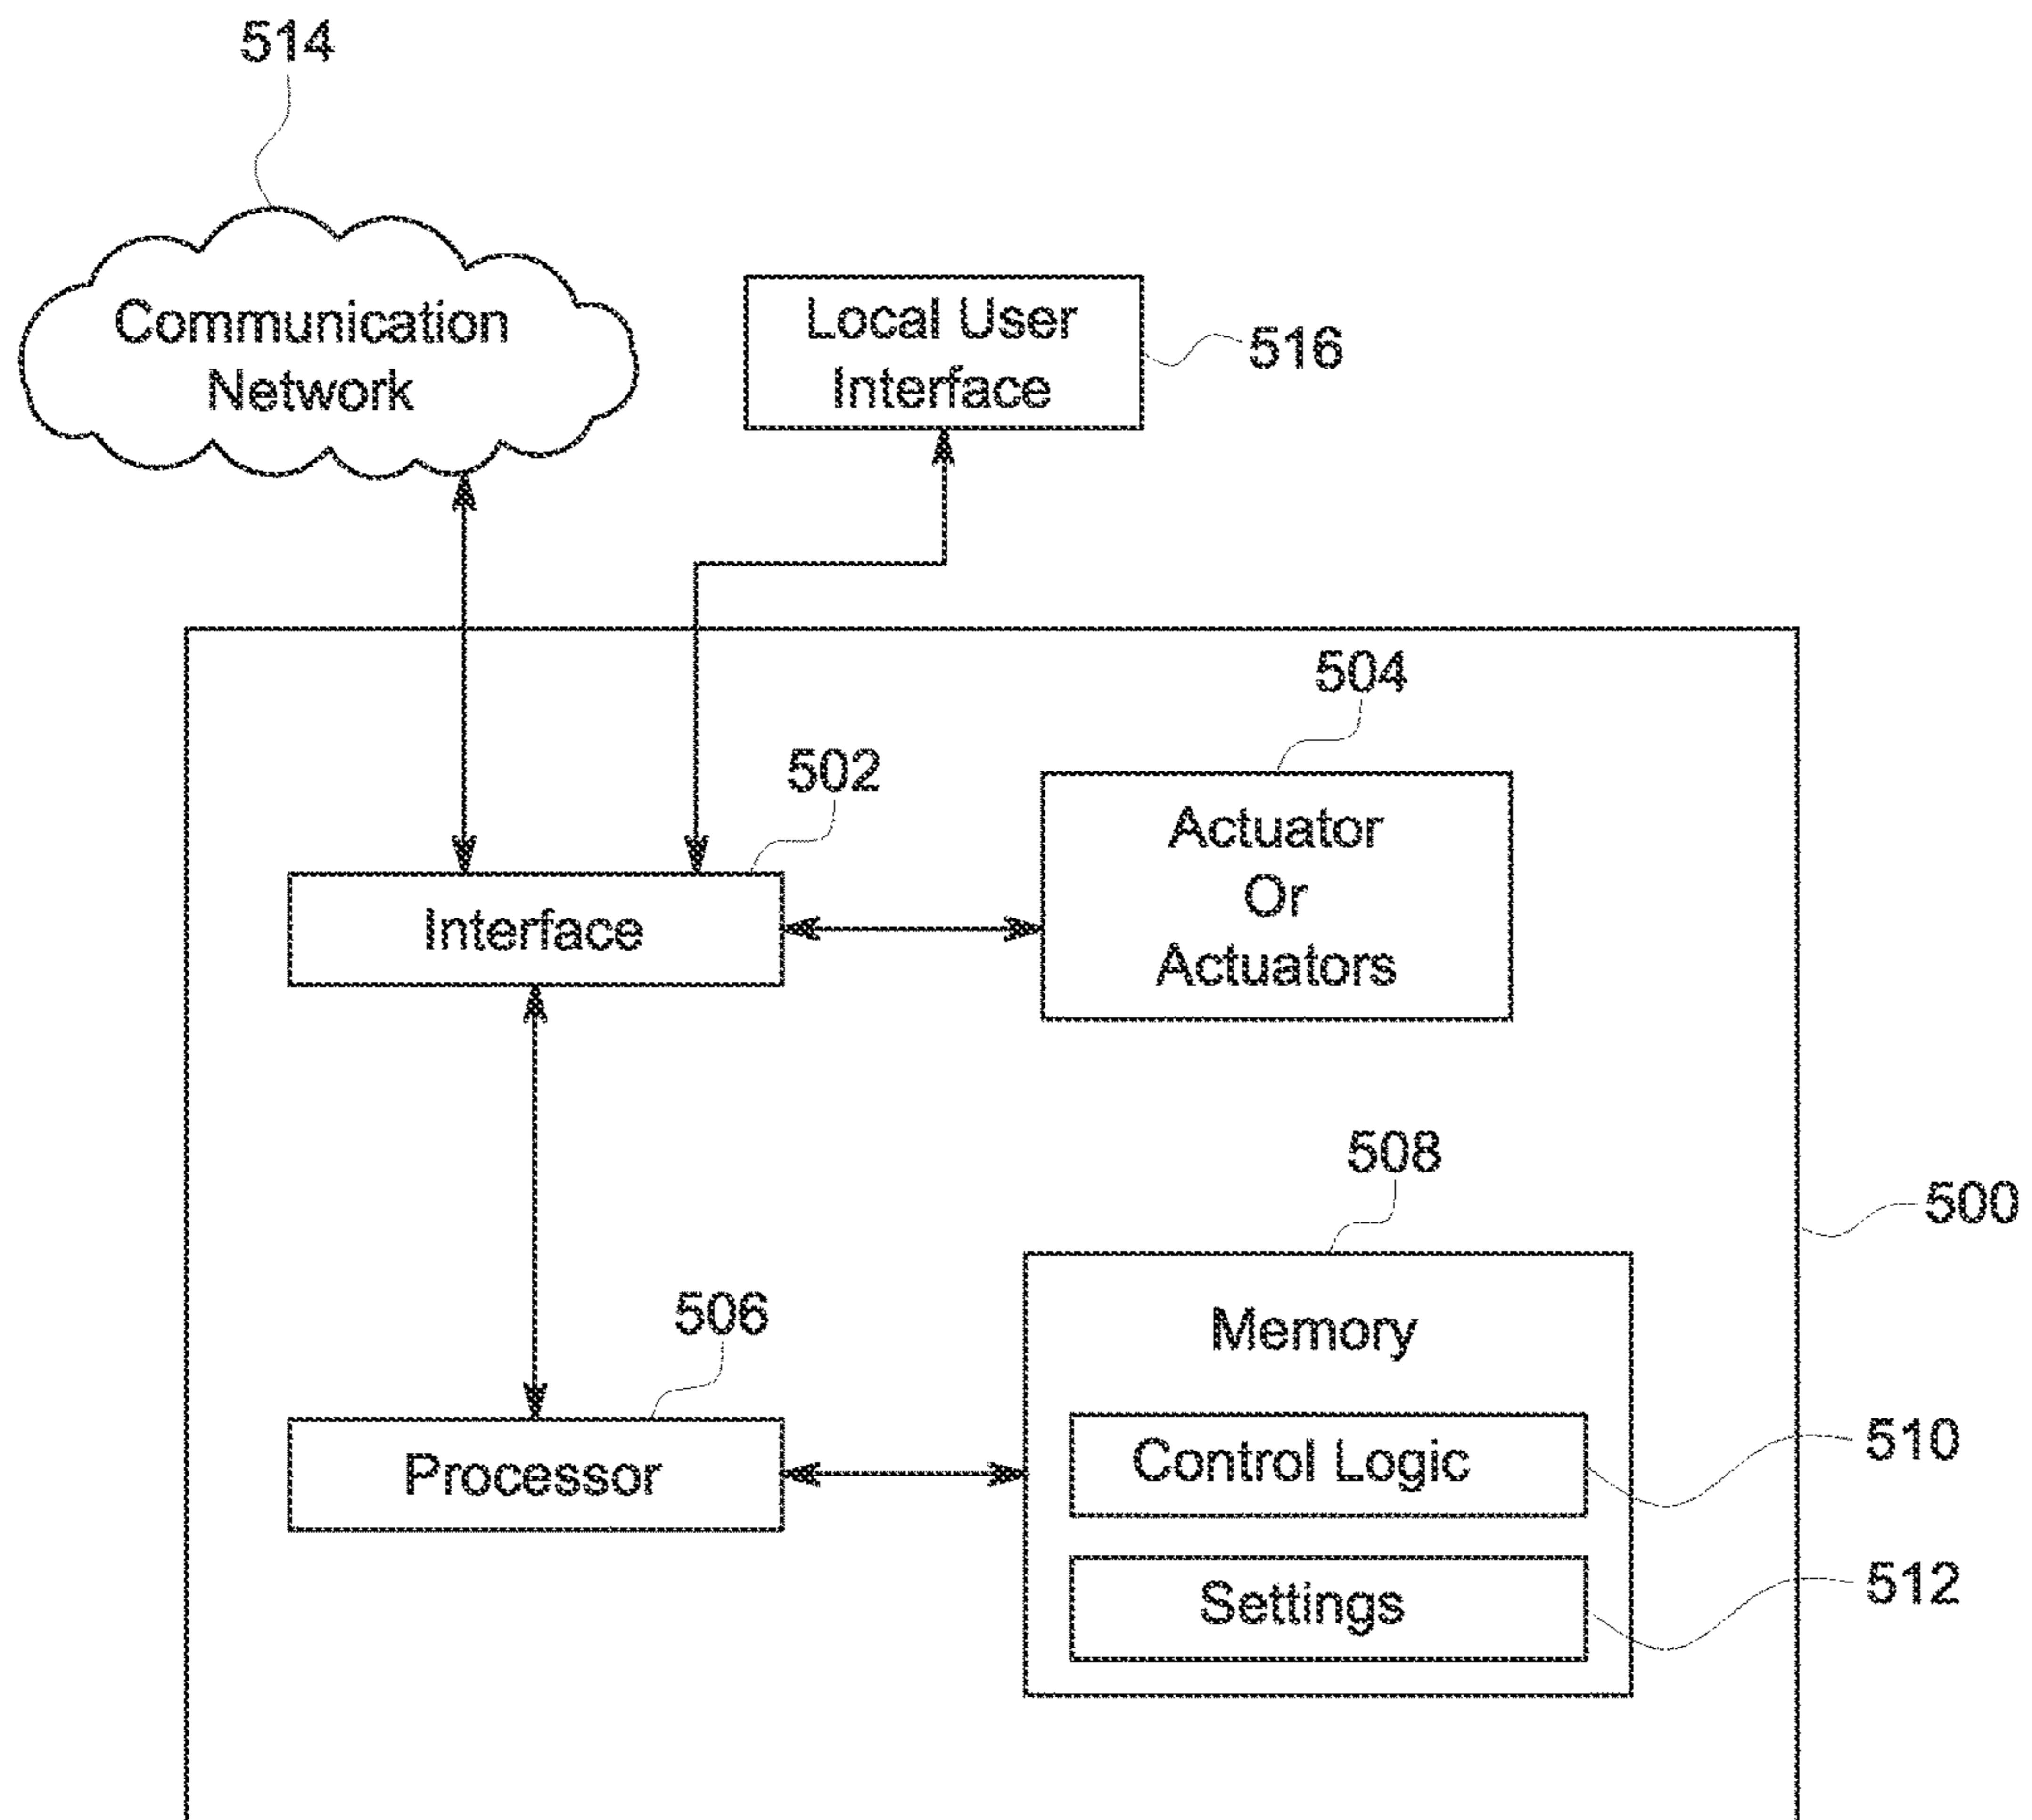 514
Communication
Network
Local User
Interface
516
504
502
Actuator
Or
Actuators
Interface
508
500
506
Memory
Processor
Control Logic
510
Settings
512